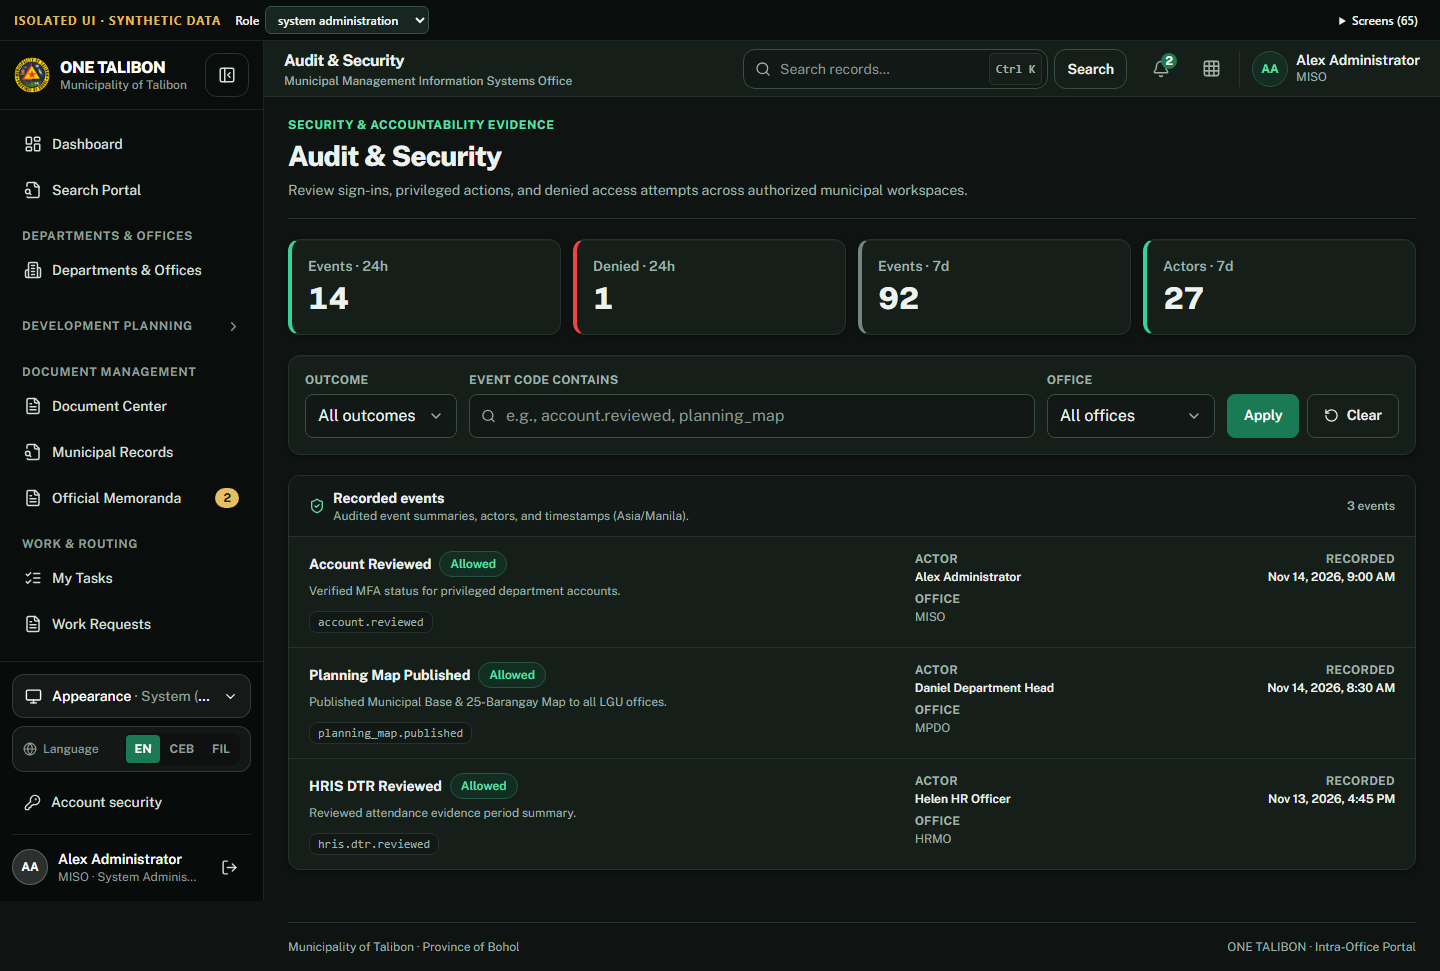 ISOLATED UI · SYNTHETIC DATA Role system administration Screens (65)
ONE TALIBON
Municipality of Talibon
Audit & Security
Municipal Management Information Systems Office
Search records... Ctrl K Search 2 AA Alex Administrator
MISO
Dashboard
Search Portal
DEPARTMENTS & OFFICES
Departments & Offices
DEVELOPMENT PLANNING
DOCUMENT MANAGEMENT
Document Center
Municipal Records
Official Memoranda 2
WORK & ROUTING
My Tasks
Work Requests
Appearance · System (...
Language EN CEB FIL
Account security
AA Alex Administrator
MISO · System Adminis...
SECURITY & ACCOUNTABILITY EVIDENCE
Audit & Security
Review sign-ins, privileged actions, and denied access attempts across authorized municipal workspaces.
Events · 24h
14
Denied · 24h
1
Events · 7d
92
Actors · 7d
27
OUTCOME
All outcomes
EVENT CODE CONTAINS
e.g., account.reviewed, planning_map
OFFICE
All offices
Apply Clear
Recorded events
Audited event summaries, actors, and timestamps (Asia/Manila).
3 events
Account Reviewed Allowed
Verified MFA status for privileged department accounts.
account.reviewed
ACTOR
Alex Administrator
OFFICE
MISO
RECORDED
Nov 14, 2026, 9:00 AM
Planning Map Published Allowed
Published Municipal Base & 25-Barangay Map to all LGU offices.
planning_map.published
ACTOR
Daniel Department Head
OFFICE
MPDO
RECORDED
Nov 14, 2026, 8:30 AM
HRIS DTR Reviewed Allowed
Reviewed attendance evidence period summary.
hris.dtr.reviewed
ACTOR
Helen HR Officer
OFFICE
HRMO
RECORDED
Nov 13, 2026, 4:45 PM
Municipality of Talibon · Province of Bohol
ONE TALIBON · Intra-Office Portal